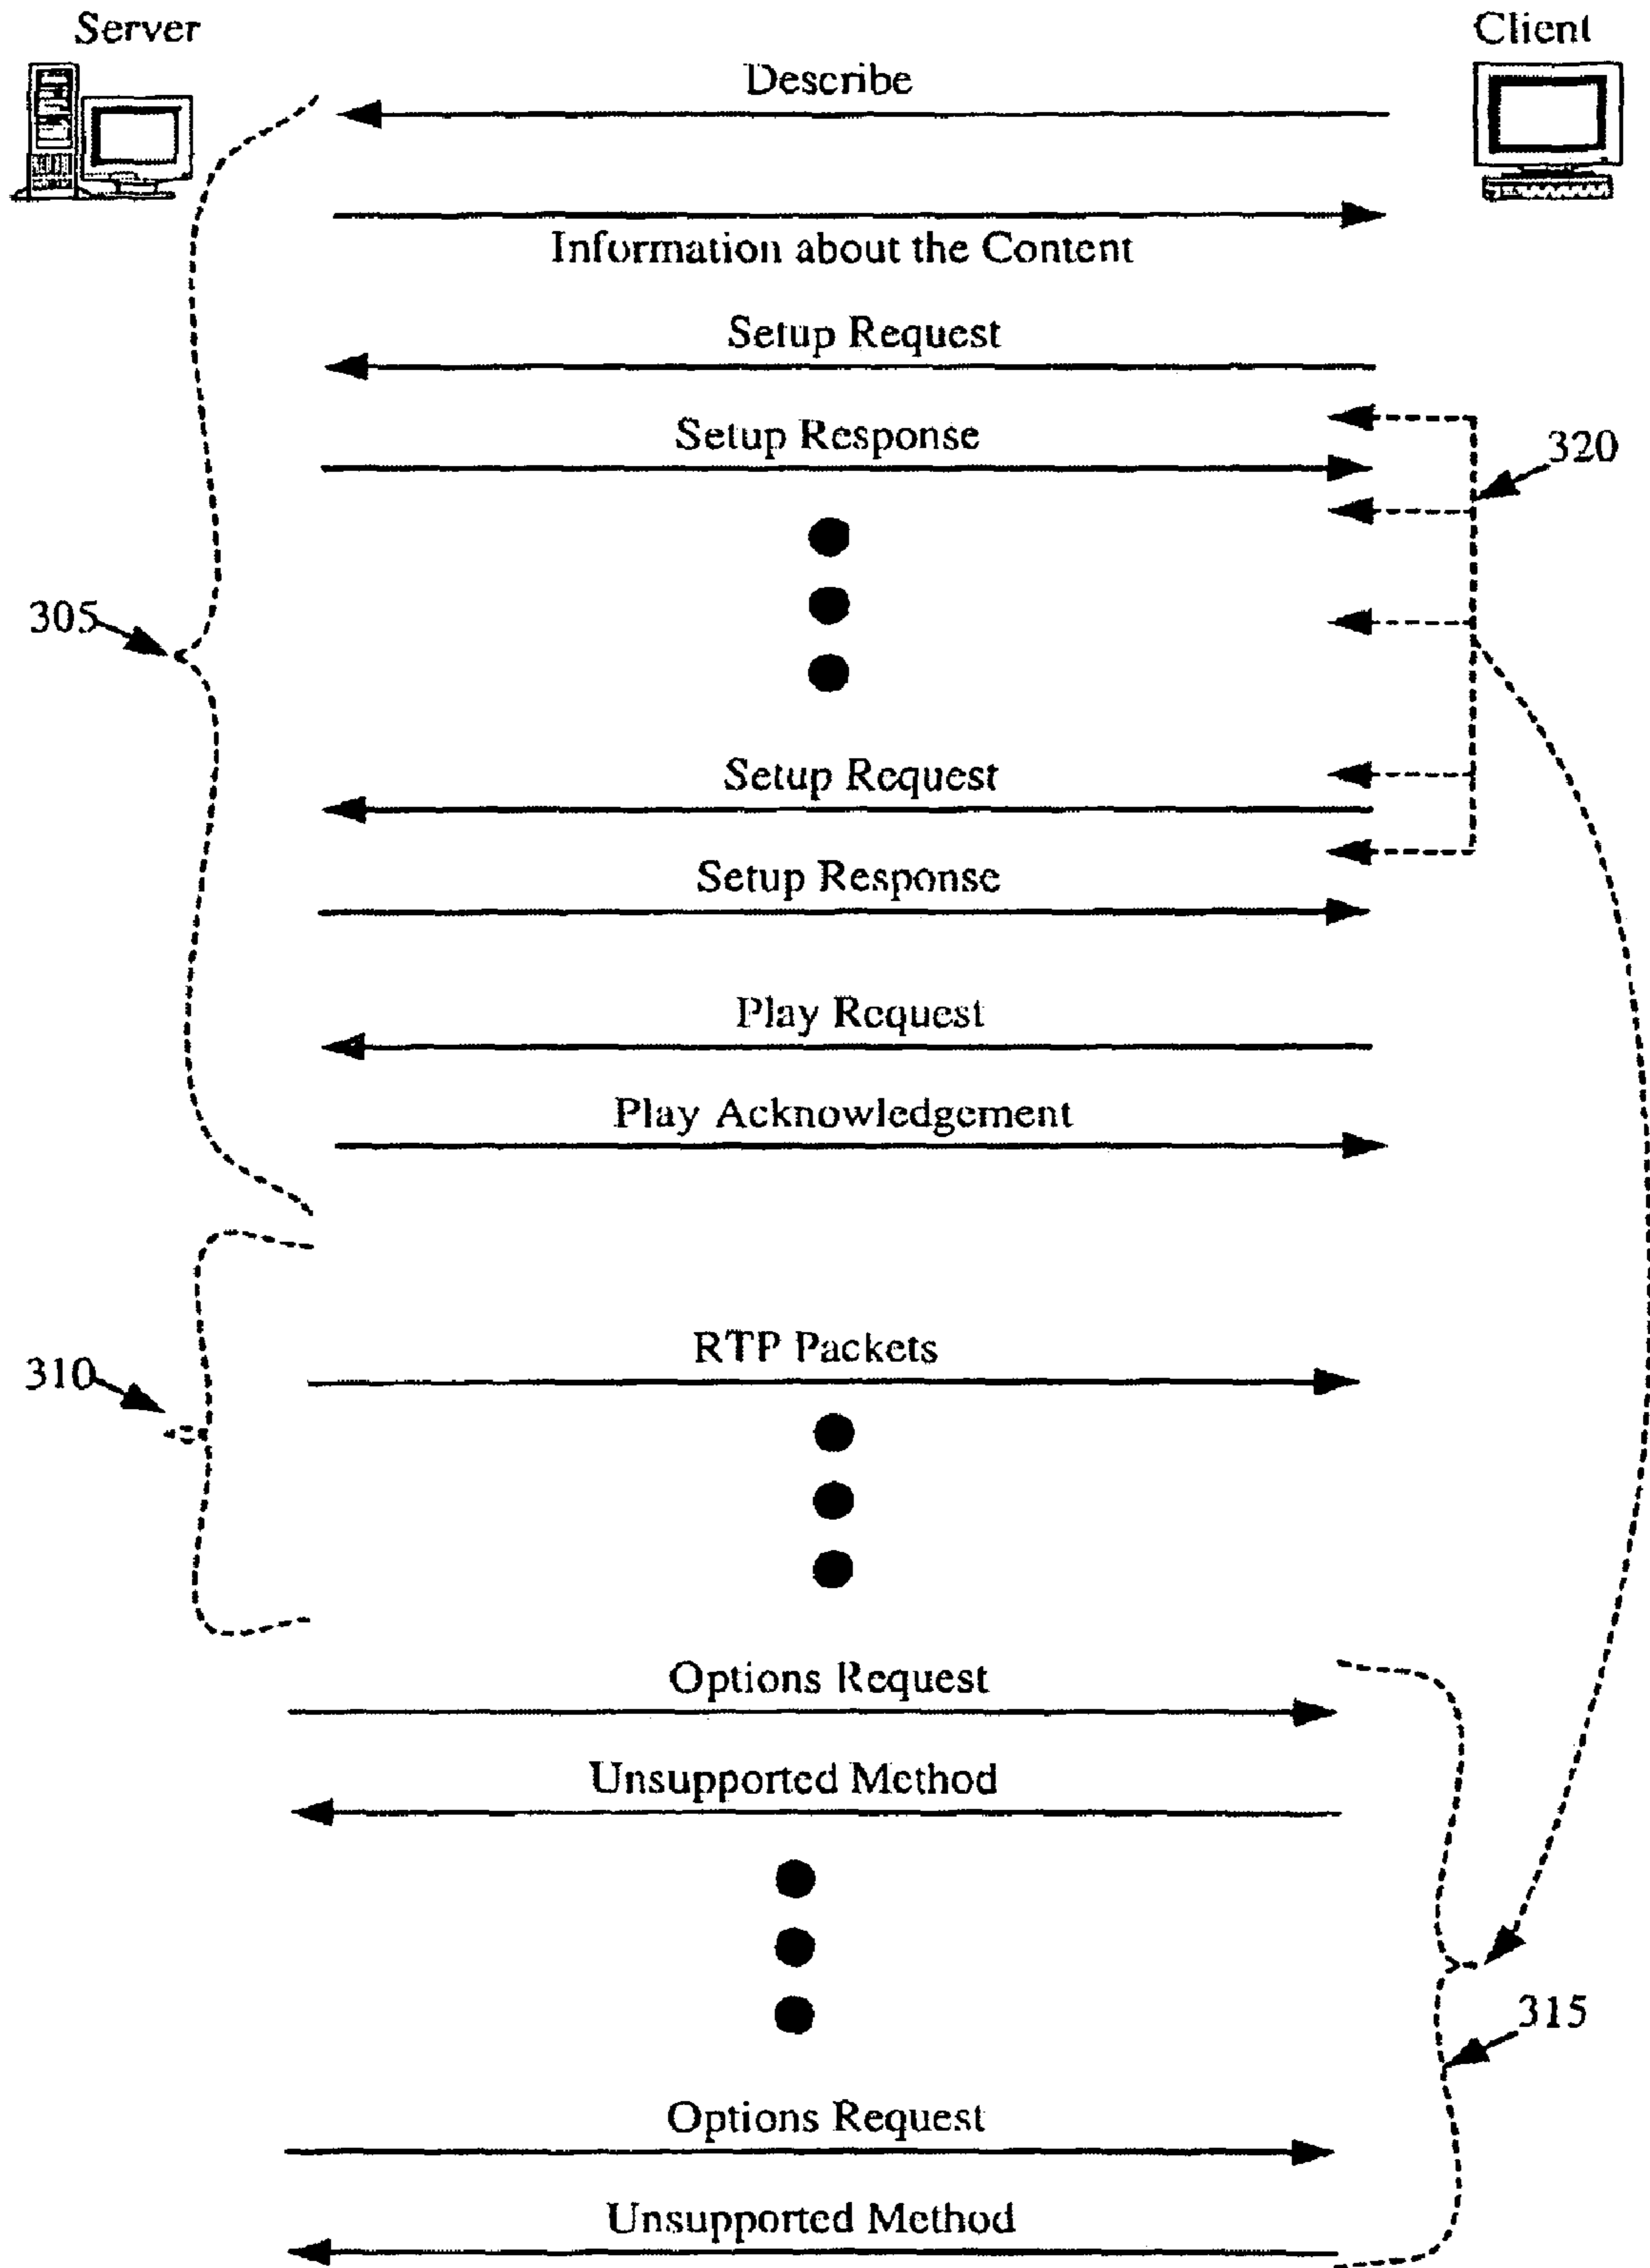 Server
Client
Describe
Information about the Content
Setup Request
Setup Response
320
305
Setup Request
Setup Response
Play Request
Play Acknowledgement
RTP Packets
310
Options Request
Unsupported Method
315
Options Request
Unsupported Method